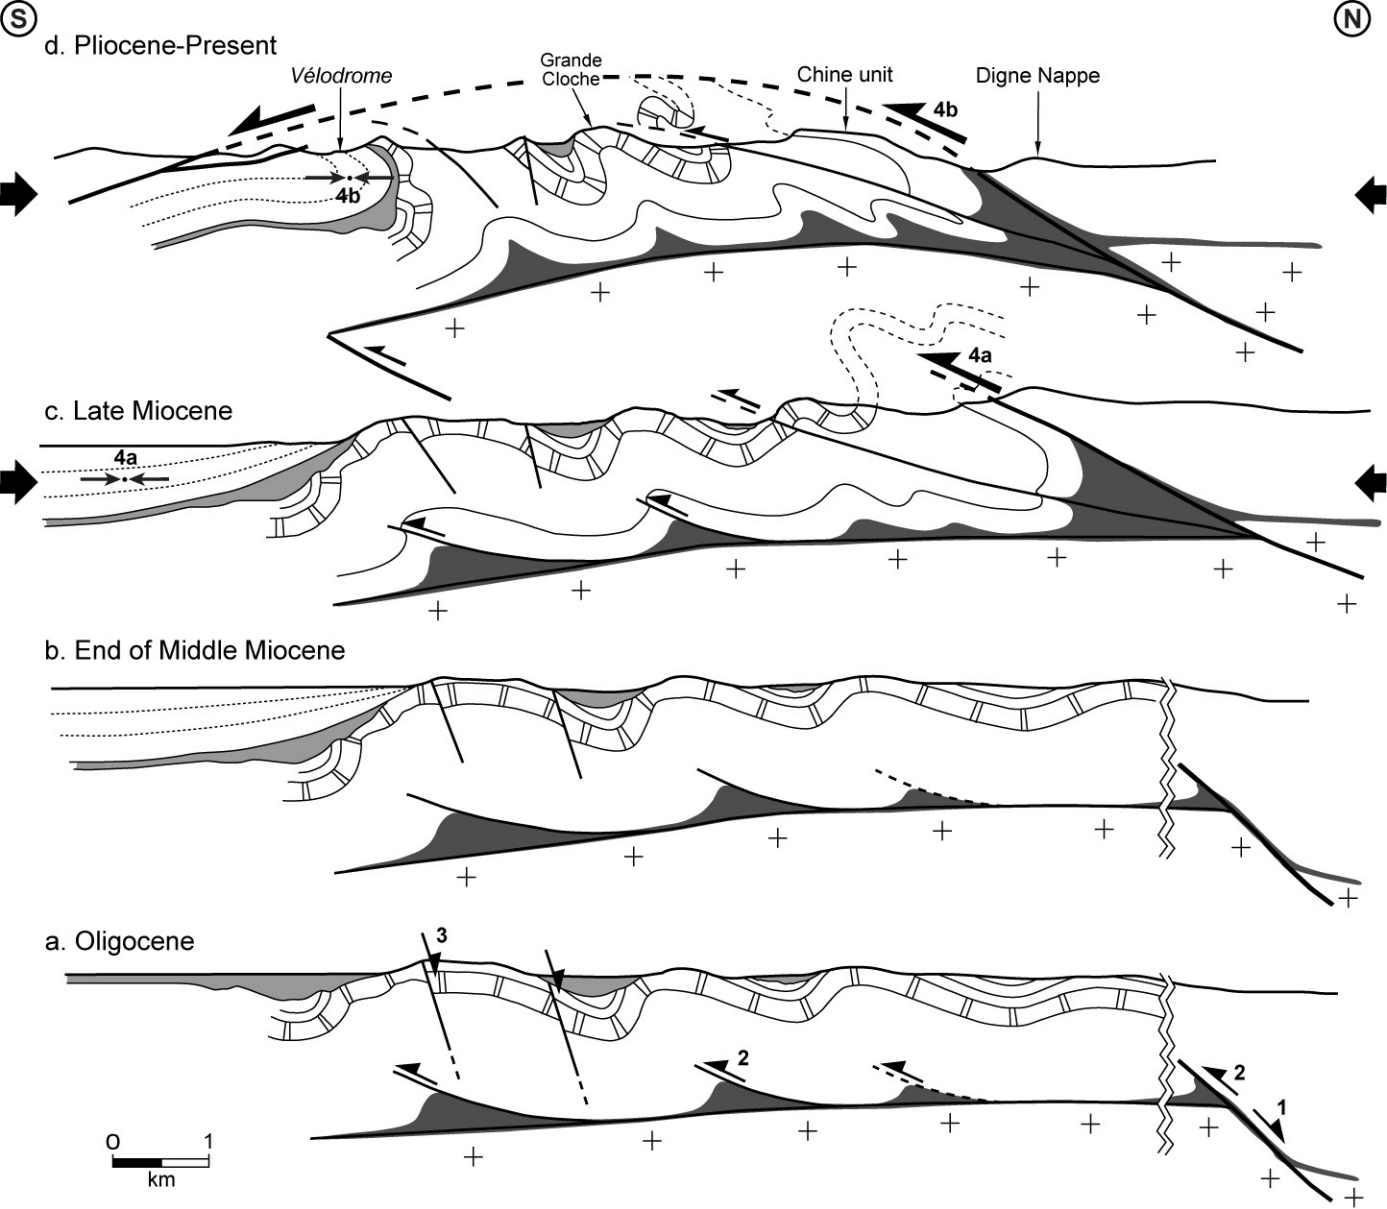 S
N
d. Pliocene-Present
Vélodrome
Grande
Cloche
Chine unit
Digne Nappe
4b
4b
c. Late Miocene
4a
4a
b. End of Middle Miocene
a. Oligocene
3
2
2
1
0 1
km